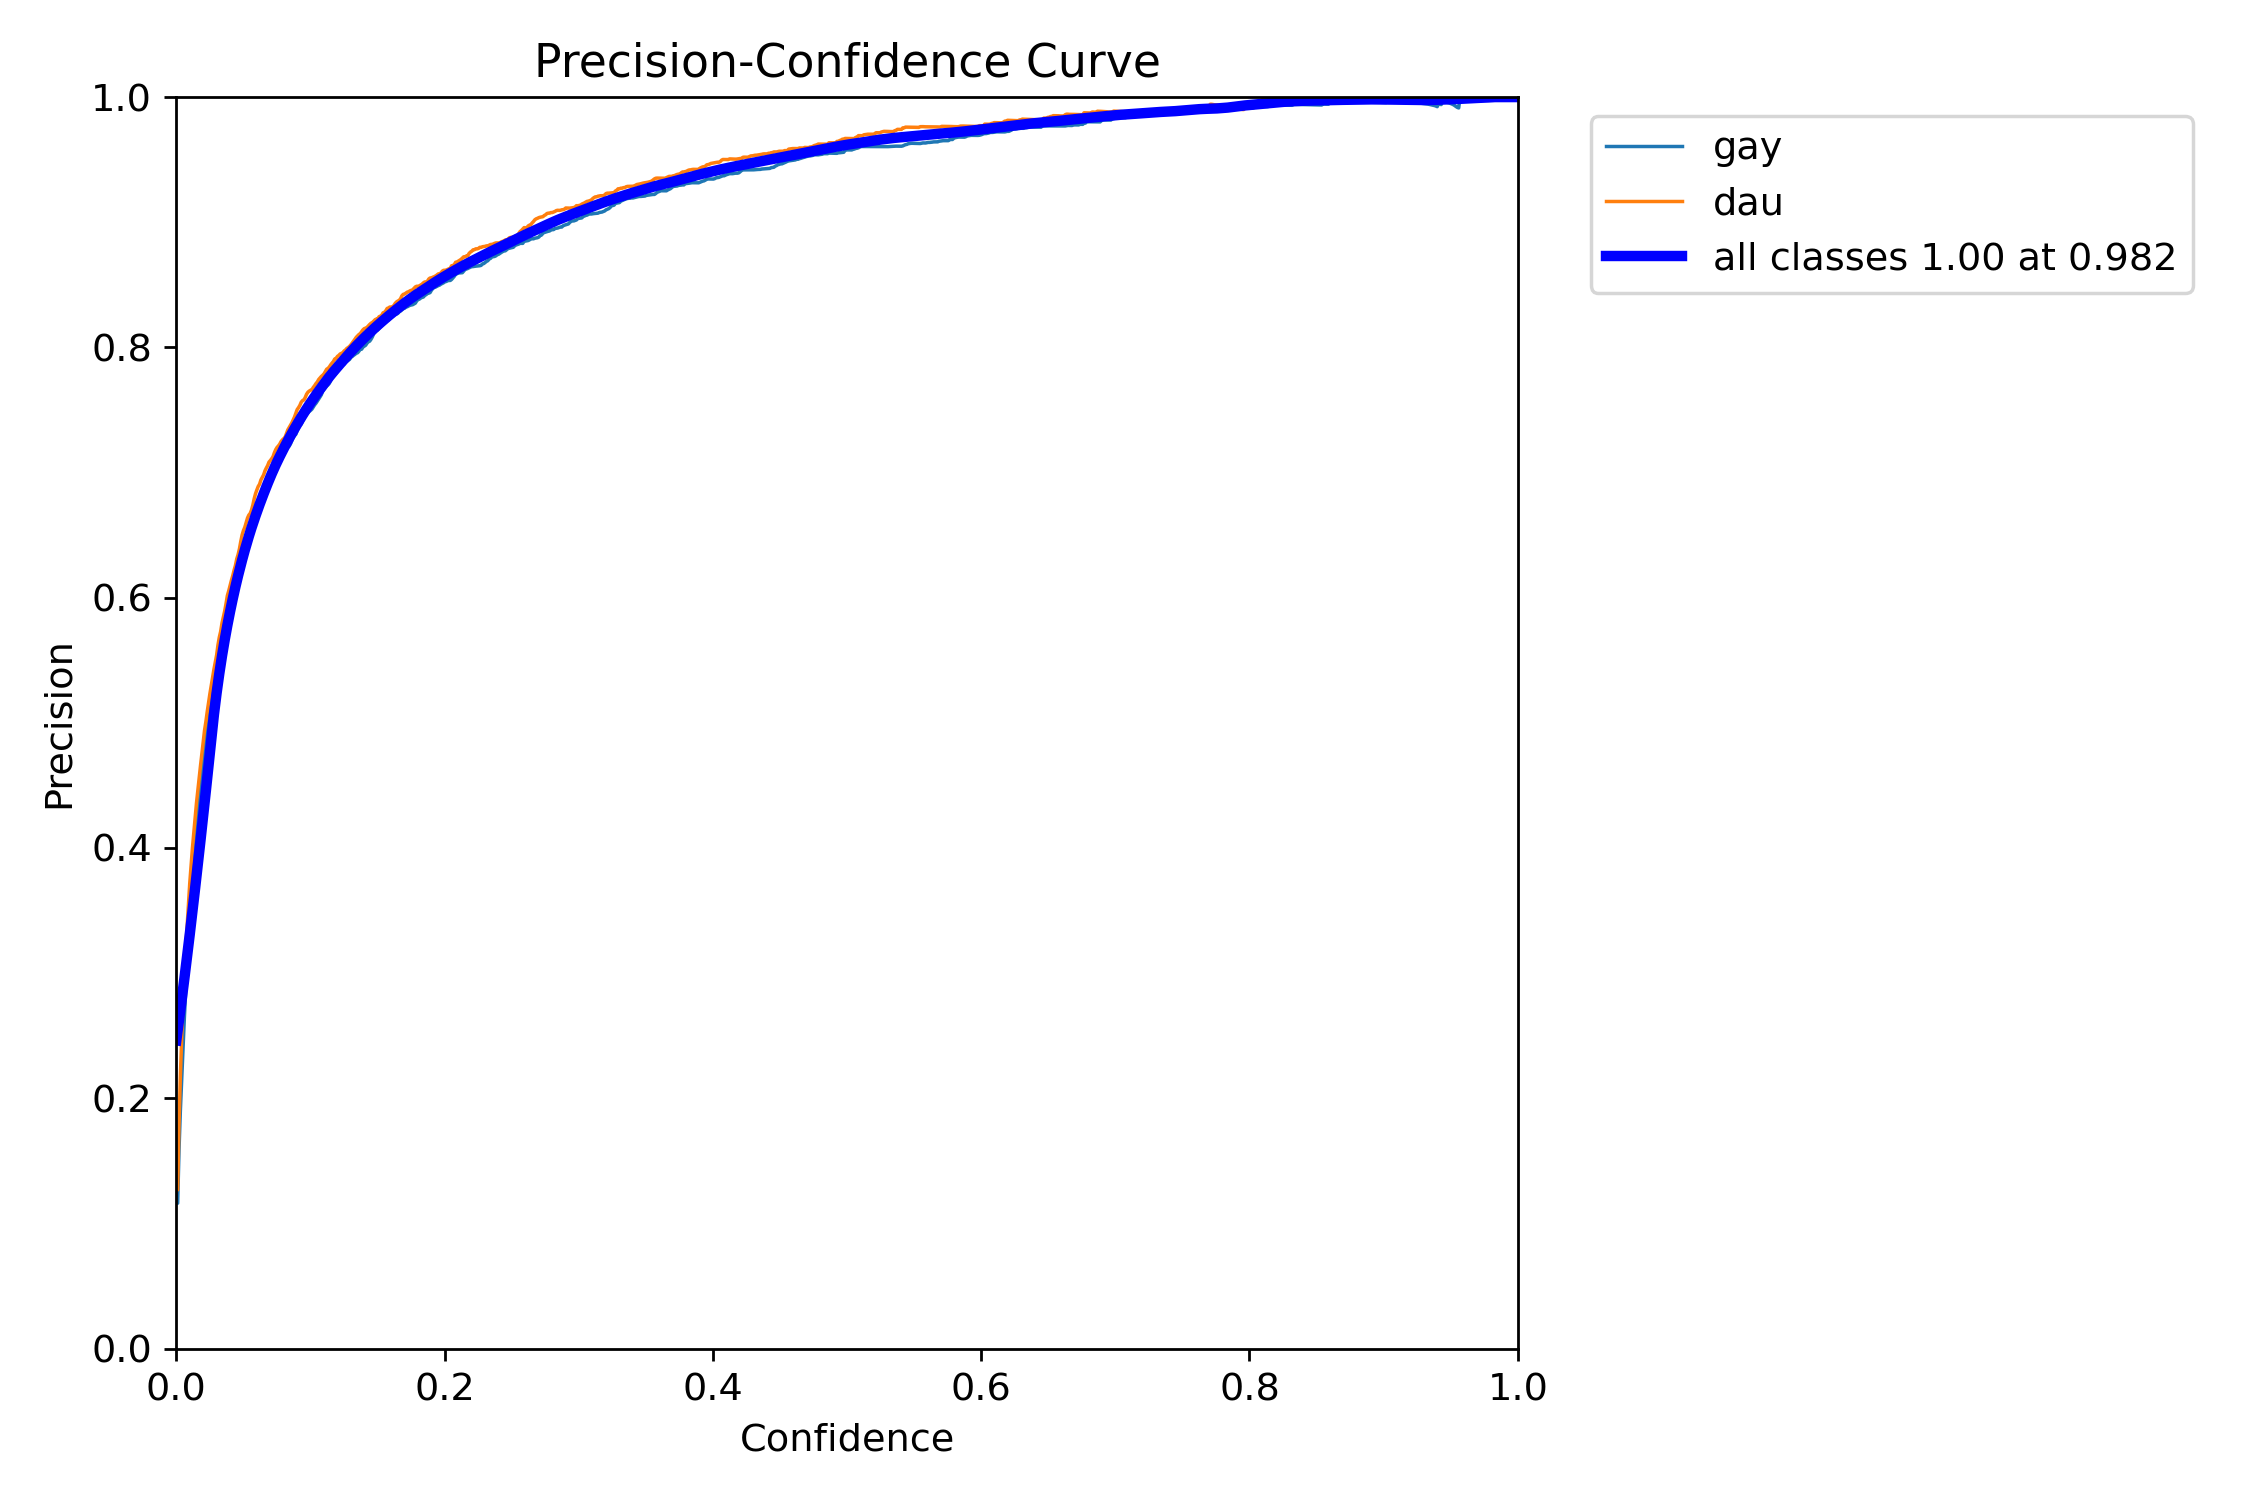 Precision-Confidence Curve
1.0
0.8
0.6
0.4
0.2
0.0
Precision
0.0 0.2 0.4 0.6 0.8 1.0
Confidence
gay
dau
all classes 1.00 at 0.982